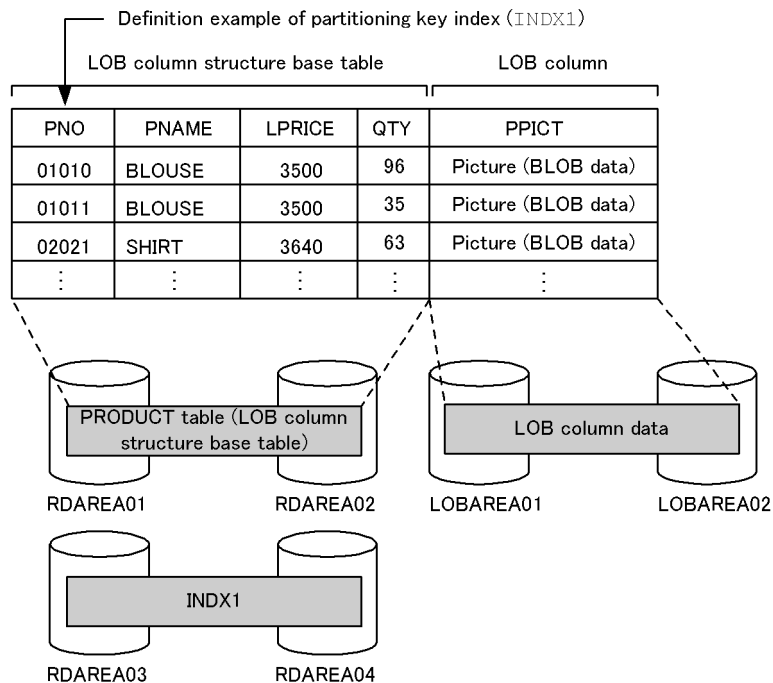 Definition example of partitioning key index (INDX1)
LOB column structure base table LOB column
PNO PNAME LPRICE QTY PPICT
01010 BLOUSE 3500 96 Picture (BLOB data)
01011 BLOUSE 3500 35 Picture (BLOB data)
02021 SHIRT 3640 63 Picture (BLOB data)
⋮ ⋮ ⋮ ⋮ ⋮
PRODUCT table (LOB column
structure base table)
LOB column data
RDAREA01 RDAREA02 LOBAREA01 LOBAREA02
INDX1
RDAREA03 RDAREA04